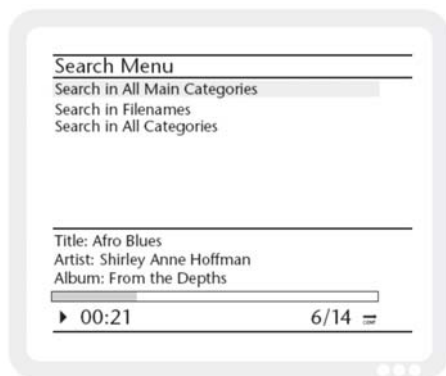 Search Menu
Search in All Main Categories
Search in Filenames
Search in All Categories
Title: Afro Blues
Artist: Shirley Anne Hoffman
Album: From the Depths
00:21 6/14